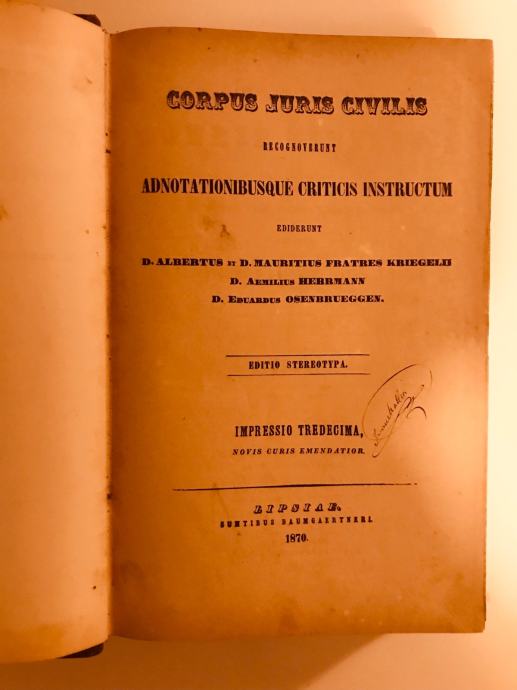 CORPUS JURIS CIVILIS
RECOGNOVERUNT
ADNOTATIONIBUSQUE CRITICIS INSTRUCTUM
EDIDERUNT
D. ALBERTUS ET D. MAURITIUS FRATRES KRIEGELII
D. AEMILIUS HERRMANN
D. EDUARDUS OSENBRUEGGEN.
EDITIO STEREOTYPA.
IMPRESSIO TREDECIMA,
NOVIS CURIS EMENDATIOR.
LIPSIAE.
SUMTIBUS BAUMGAERTNERI.
1870.